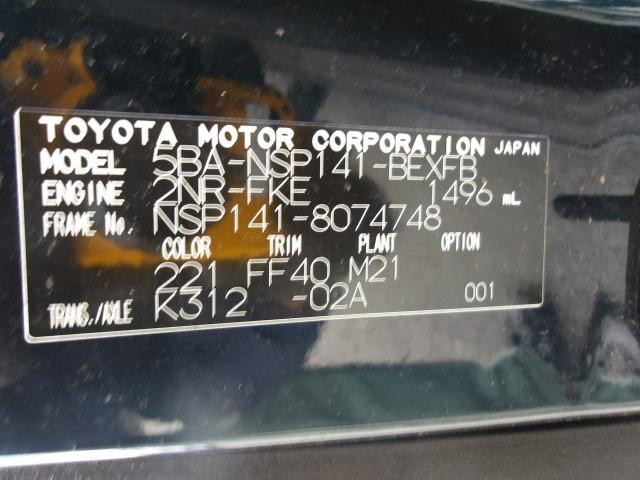 TOYOTA MOTOR CORPORATION JAPAN
MODEL 5BA-NSP141-BEXFB
ENGINE 2NR-FKE 1496 mL
FRAME No. NSP141-8074748
COLOR TRIM PLANT OPTION
221 FF40 M21
TRANS./AXLE K312 -02A 001